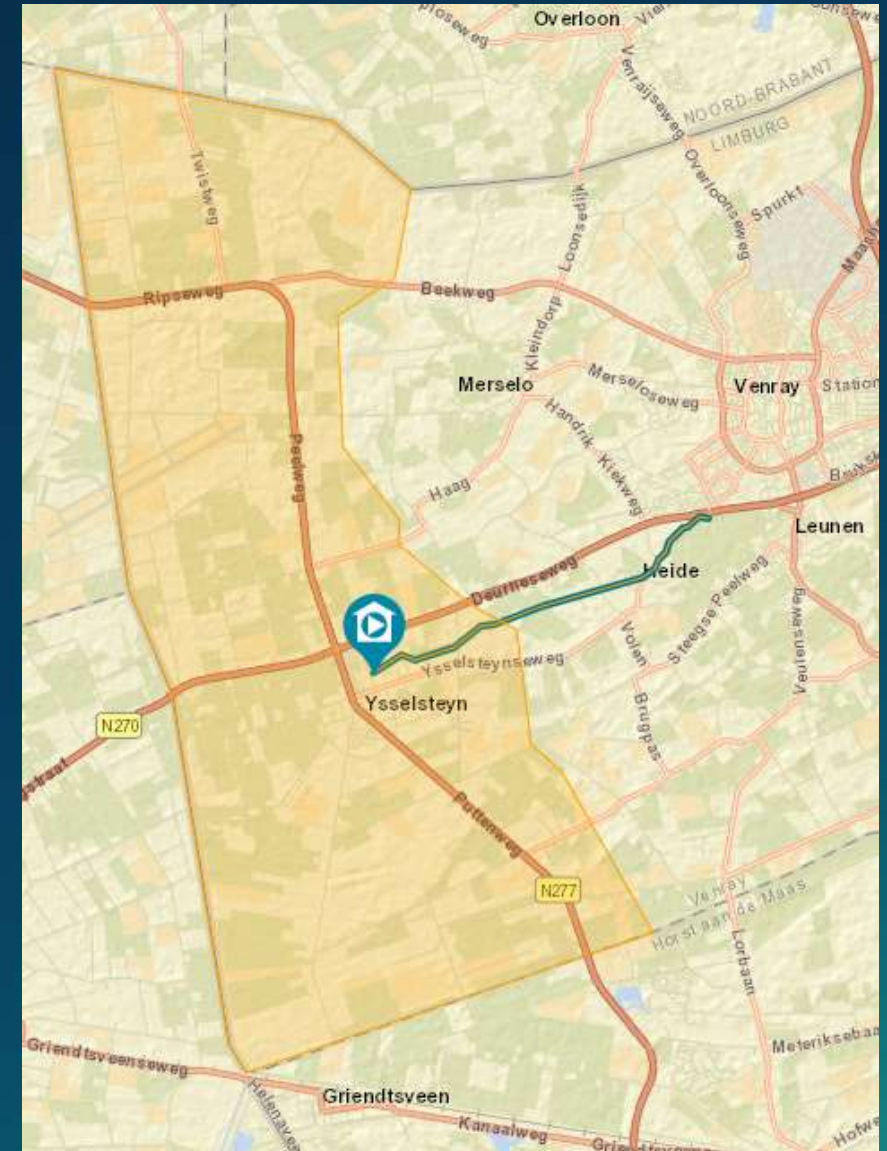 Overloon
Venraijseweg
NOORD-BRABANT
LIMBURG
Overloonseweg
Spurkt
Twistweg
Loonsedijk
Ripseweg
Beekweg
Kleindorp
Merselo
Merseloseweg
Venray
Station
Handrik
Kiekweg
Peelweg
Haag
Leunen
Deurneseweg
Heide
Steegse Peelweg
Volen
Ysselsteynseweg
Ysselsteyn
Brugpas
N270
Puttenweg
N277
Venray
Horst aan de Maas
Lorbaan
Griendtsveenseweg
Griendtsveen
Kanaalweg